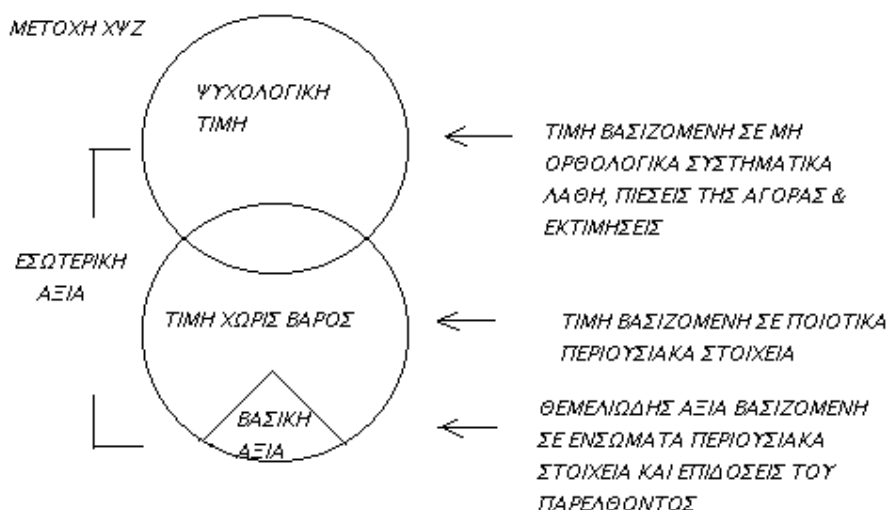 ΜΕΤΟΧΗ ΧΨΖ
ΨΥΧΟΛΟΓΙΚΗ
ΤΙΜΗ
ΤΙΜΗ ΒΑΣΙΖΟΜΕΝΗ ΣΕ ΜΗ
ΟΡΘΟΛΟΓΙΚΑ ΣΥΣΤΗΜΑΤΙΚΑ
ΛΑΘΗ, ΠΙΕΣΕΙΣ ΤΗΣ ΑΓΟΡΑΣ &
ΕΚΤΙΜΗΣΕΙΣ
ΕΣΩΤΕΡΙΚΗ
ΑΞΙΑ
ΤΙΜΗ ΧΩΡΙΣ ΒΑΡΟΣ
ΤΙΜΗ ΒΑΣΙΖΟΜΕΝΗ ΣΕ ΠΟΙΟΤΙΚΑ
ΠΕΡΙΟΥΣΙΑΚΑ ΣΤΟΙΧΕΙΑ
ΒΑΣΙΚΗ
ΑΞΙΑ
ΘΕΜΕΛΙΩΔΗΣ ΑΞΙΑ ΒΑΣΙΖΟΜΕΝΗ
ΣΕ ΕΝΣΩΜΑΤΑ ΠΕΡΙΟΥΣΙΑΚΑ
ΣΤΟΙΧΕΙΑ ΚΑΙ ΕΠΙΔΟΣΕΙΣ ΤΟΥ
ΠΑΡΕΛΘΟΝΤΟΣ